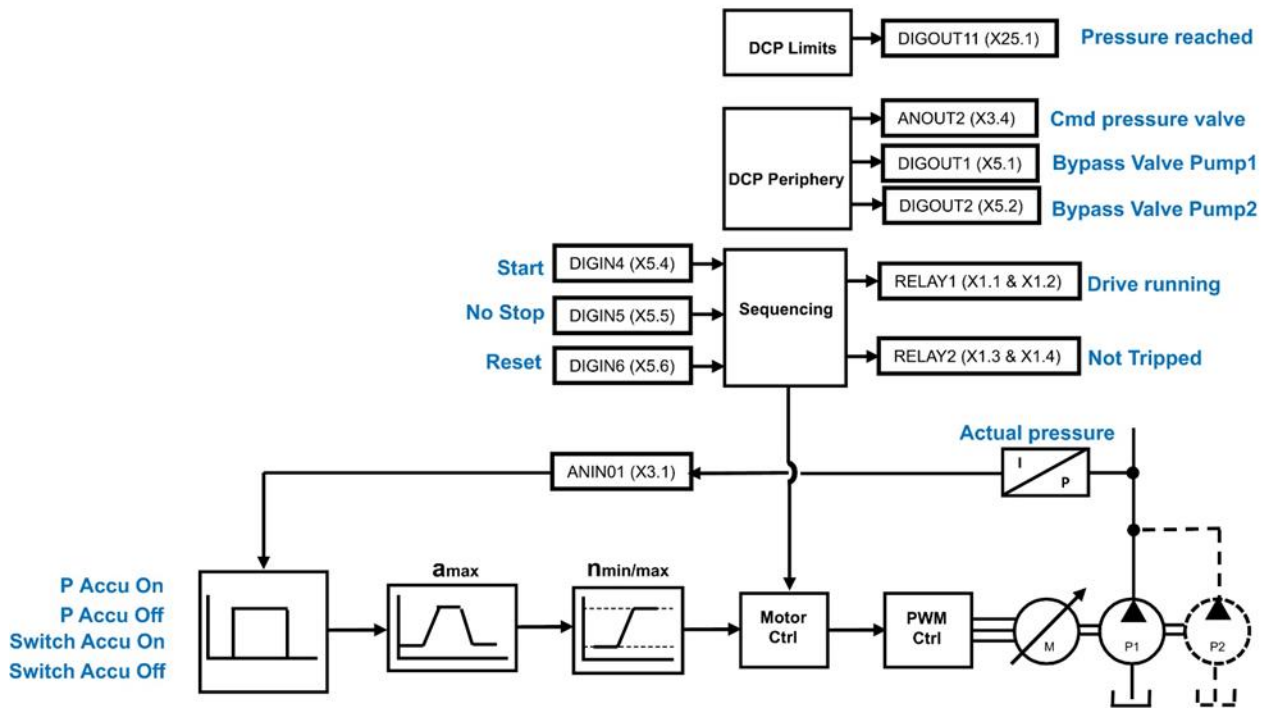 DCP Limits
DIGOUT11 (X25.1)
Pressure reached
DCP Periphery
ANOUT2 (X3.4)
Cmd pressure valve
DIGOUT1 (X5.1)
Bypass Valve Pump1
DIGOUT2 (X5.2)
Bypass Valve Pump2
Start
DIGIN4 (X5.4)
No Stop
DIGIN5 (X5.5)
Reset
DIGIN6 (X5.6)
Sequencing
RELAY1 (X1.1 & X1.2)
Drive running
RELAY2 (X1.3 & X1.4)
Not Tripped
Actual pressure
I
P
ANIN01 (X3.1)
P Accu On
P Accu Off
Switch Accu On
Switch Accu Off
amax
nmin/max
Motor
Ctrl
PWM
Ctrl
M
P1
P2